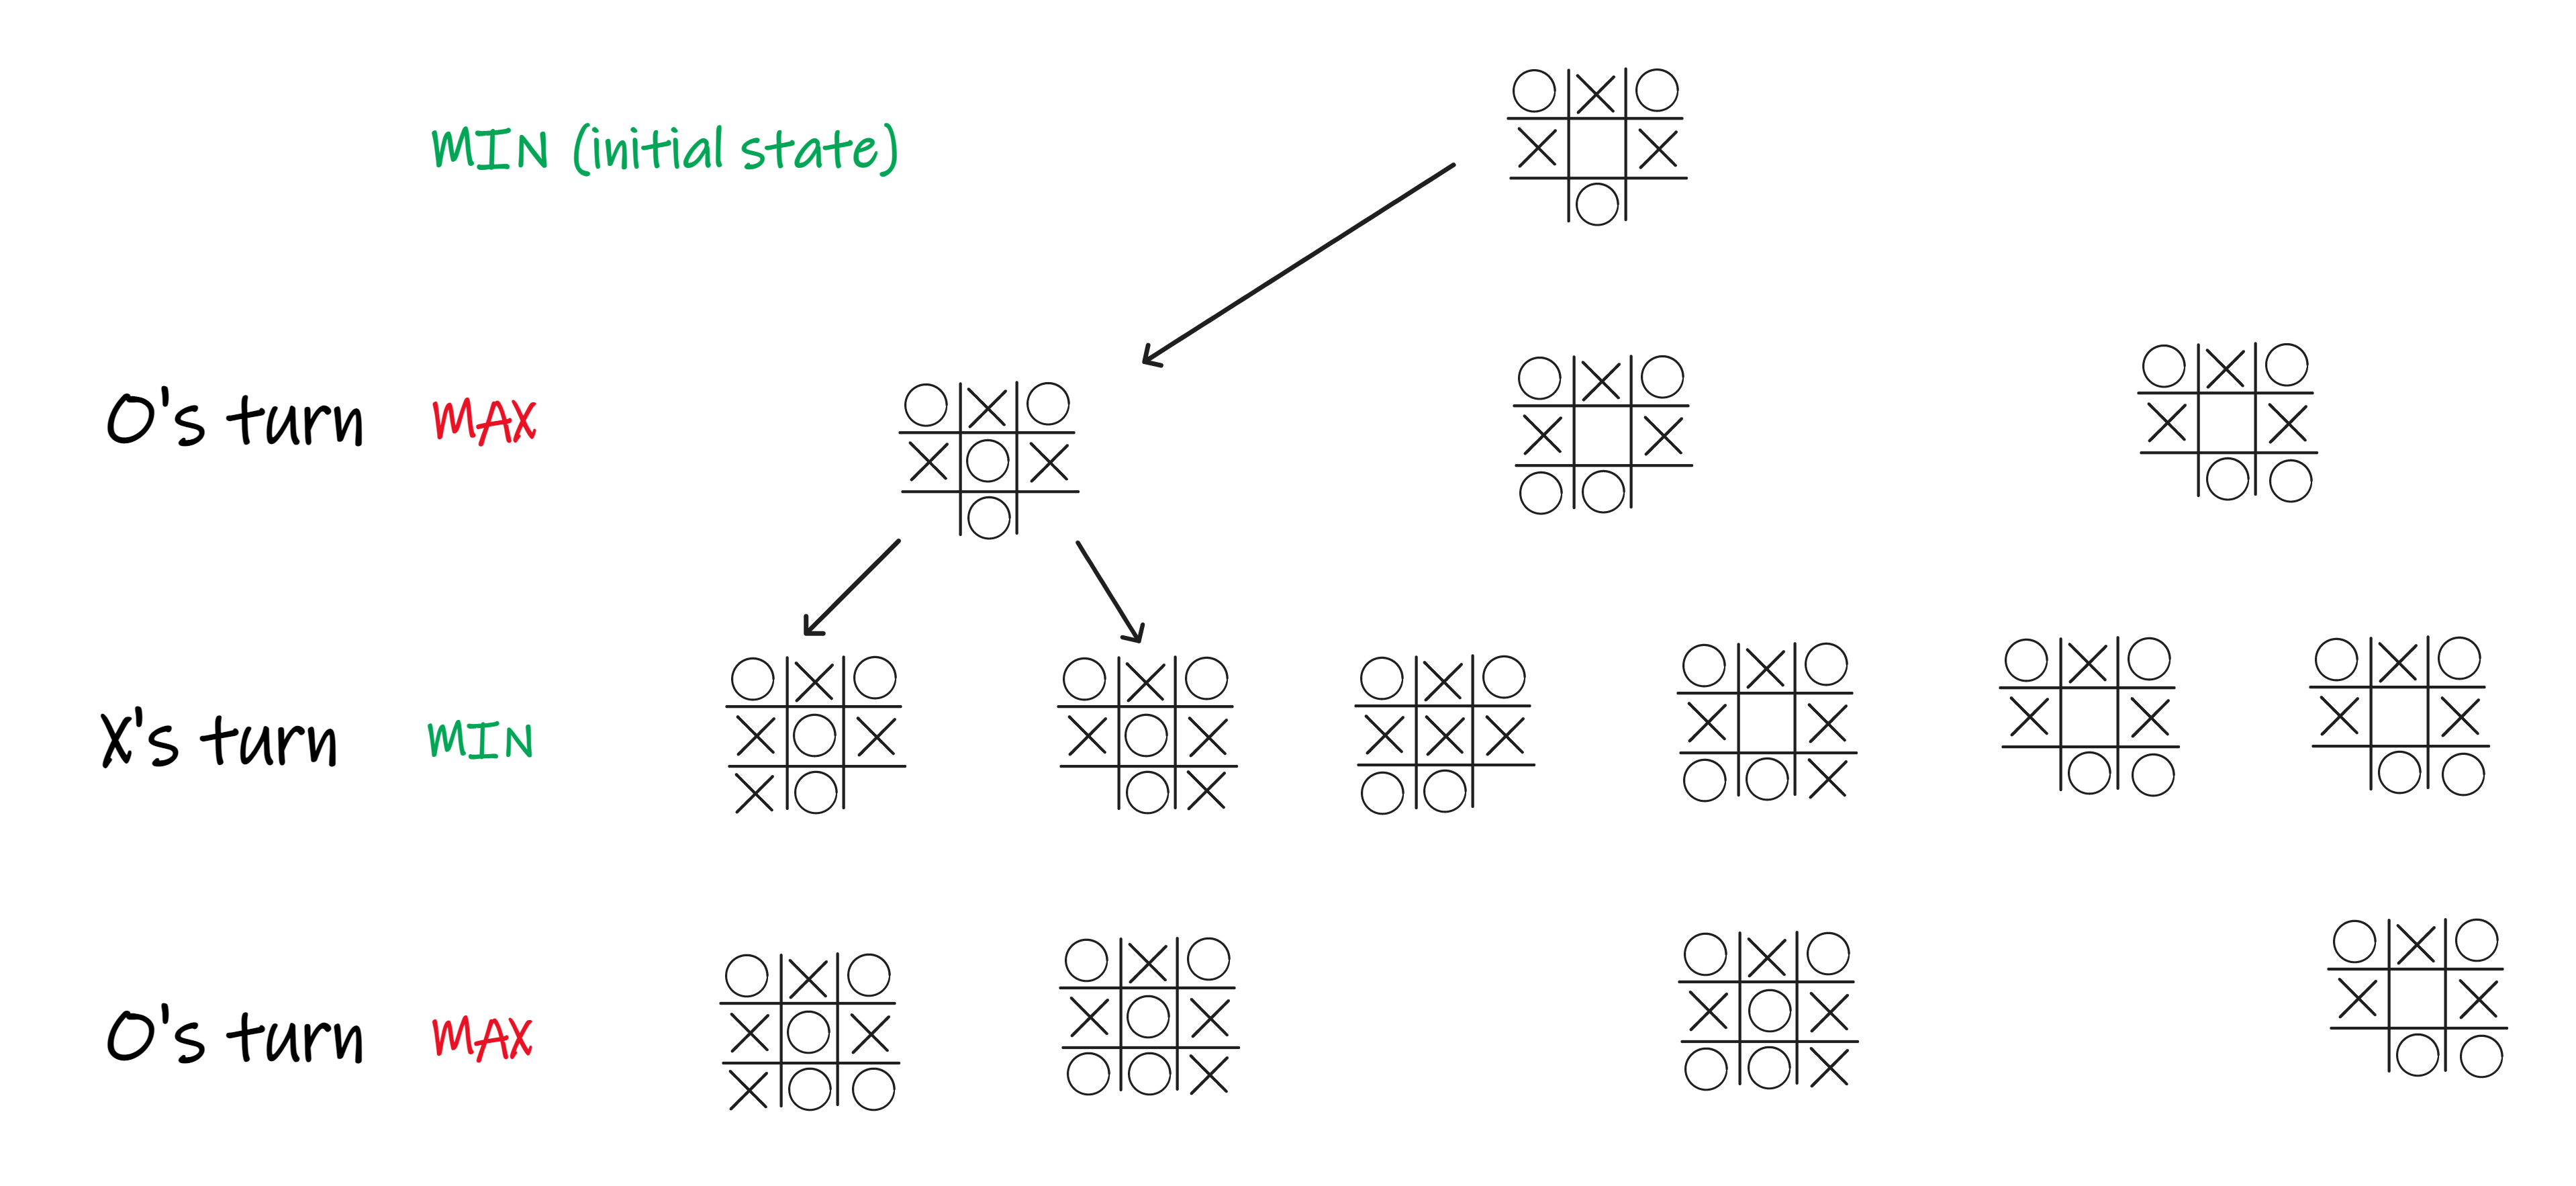 MIN (initial state)
O's turn MAX
X's turn MIN
O's turn MAX